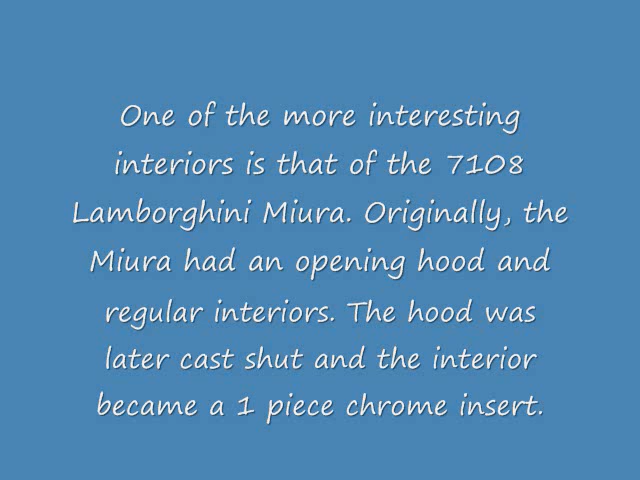 One of the more interesting
interiors is that of the 7108
Lamborghini Miura. Originally, the
Miura had an opening hood and
regular interiors. The hood was
later cast shut and the interior
became a 1 piece chrome insert.